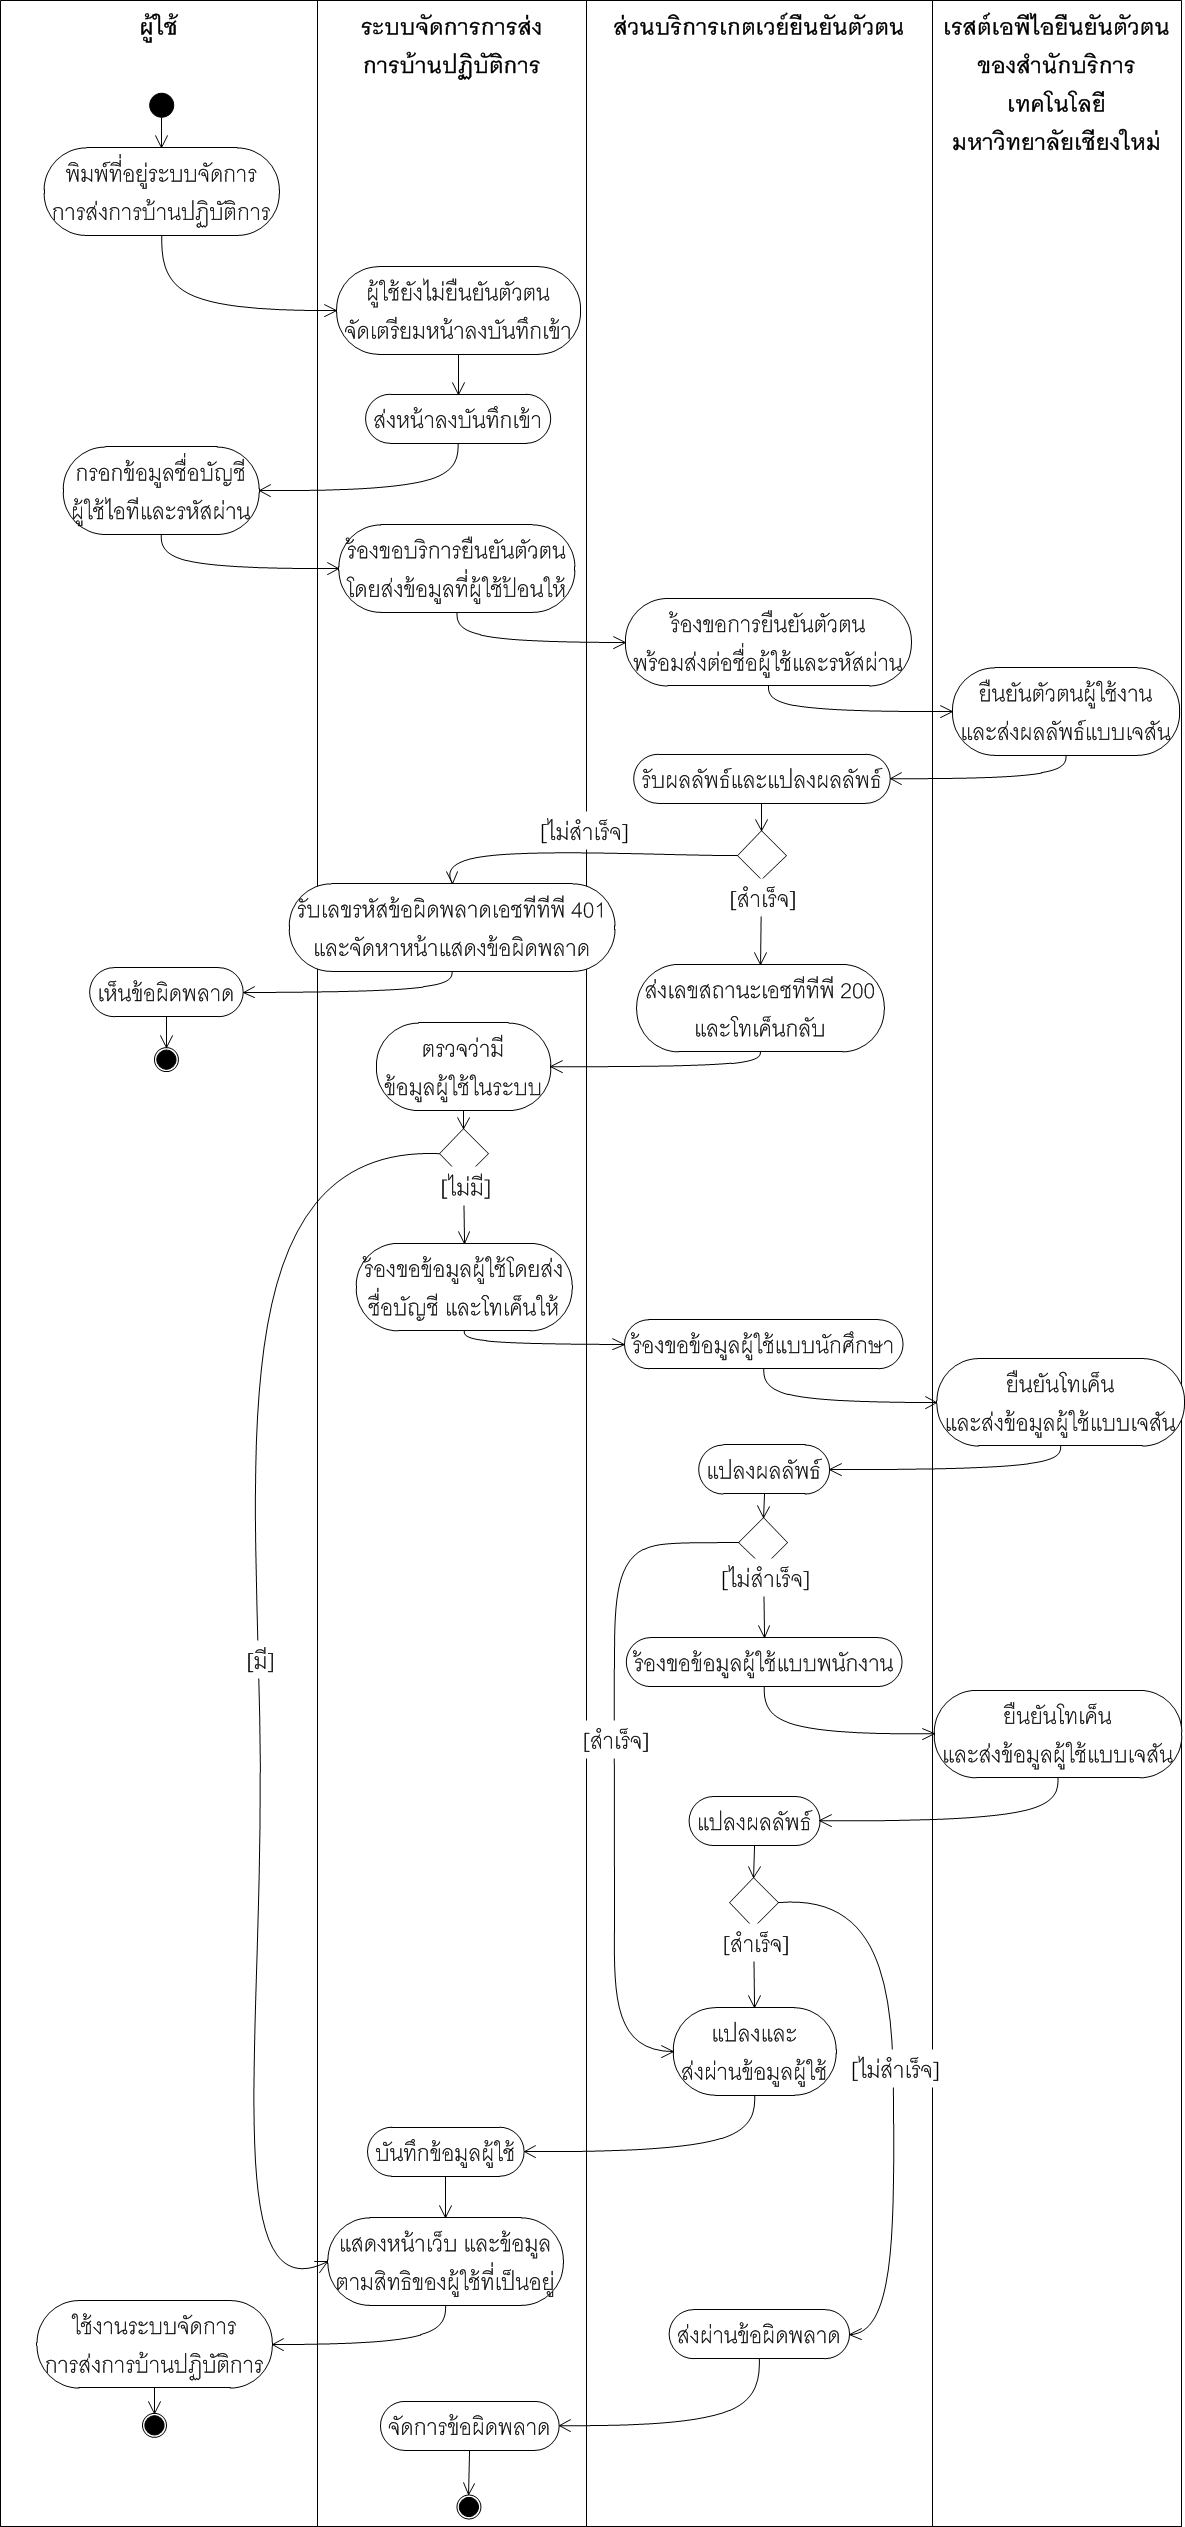 ผู้ใช้
ระบบจัดการการส่ง
การบ้านปฏิบัติการ
ส่วนบริการเกตเวย์ยืนยันตัวตน
เรสต์เอพีไอยืนยันตัวตน
ของสำนักบริการ
เทคโนโลยี
มหาวิทยาลัยเชียงใหม่
พิมพ์ที่อยู่ระบบจัดการ
การส่งการบ้านปฏิบัติการ
ผู้ใช้ยังไม่ยืนยันตัวตน
จัดเตรียมหน้าลงบันทึกเข้า
ส่งหน้าลงบันทึกเข้า
กรอกข้อมูลชื่อบัญชี
ผู้ใช้ไอทีและรหัสผ่าน
ร้องขอบริการยืนยันตัวตน
โดยส่งข้อมูลที่ผู้ใช้ป้อนให้
ร้องขอการยืนยันตัวตน
พร้อมส่งต่อชื่อผู้ใช้และรหัสผ่าน
ยืนยันตัวตนผู้ใช้งาน
และส่งผลลัพธ์แบบเจสัน
รับผลลัพธ์และแปลงผลลัพธ์
[ไม่สำเร็จ]
[สำเร็จ]
รับเลขรหัสข้อผิดพลาดเอชทีทีพี 401
และจัดหาหน้าแสดงข้อผิดพลาด
เห็นข้อผิดพลาด
ส่งเลขสถานะเอชทีทีพี 200
และโทเค็นกลับ
ตรวจว่ามี
ข้อมูลผู้ใช้ในระบบ
[ไม่มี]
ร้องขอข้อมูลผู้ใช้โดยส่ง
ชื่อบัญชี และโทเค็นให้
ร้องขอข้อมูลผู้ใช้แบบนักศึกษา
ยืนยันโทเค็น
และส่งข้อมูลผู้ใช้แบบเจสัน
แปลงผลลัพธ์
[ไม่สำเร็จ]
[มี]
ร้องขอข้อมูลผู้ใช้แบบพนักงาน
ยืนยันโทเค็น
และส่งข้อมูลผู้ใช้แบบเจสัน
[สำเร็จ]
แปลงผลลัพธ์
[สำเร็จ]
แปลงและ
ส่งผ่านข้อมูลผู้ใช้
[ไม่สำเร็จ]
บันทึกข้อมูลผู้ใช้
แสดงหน้าเว็บ และข้อมูล
ตามสิทธิของผู้ใช้ที่เป็นอยู่
ใช้งานระบบจัดการ
การส่งการบ้านปฏิบัติการ
ส่งผ่านข้อผิดพลาด
จัดการข้อผิดพลาด